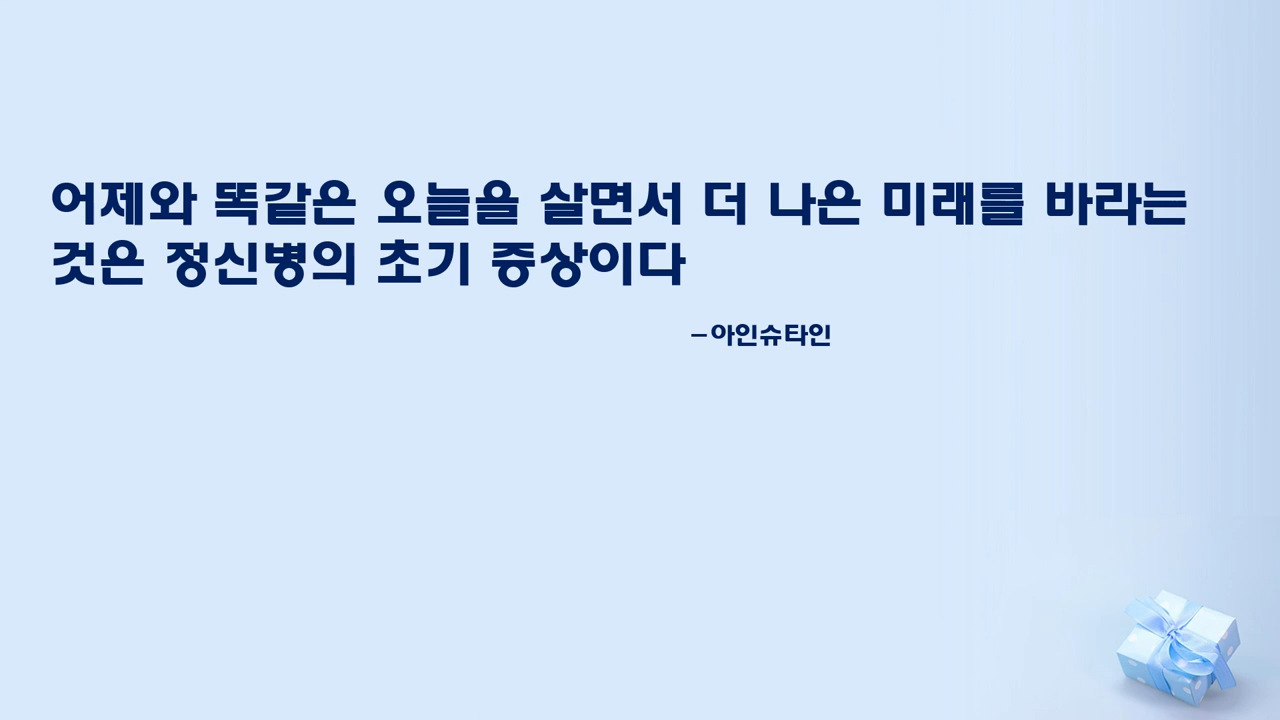 어제와 똑같은 오늘을 살면서 더 나은 미래를 바라는
것은 정신병의 초기 증상이다
–아인슈타인